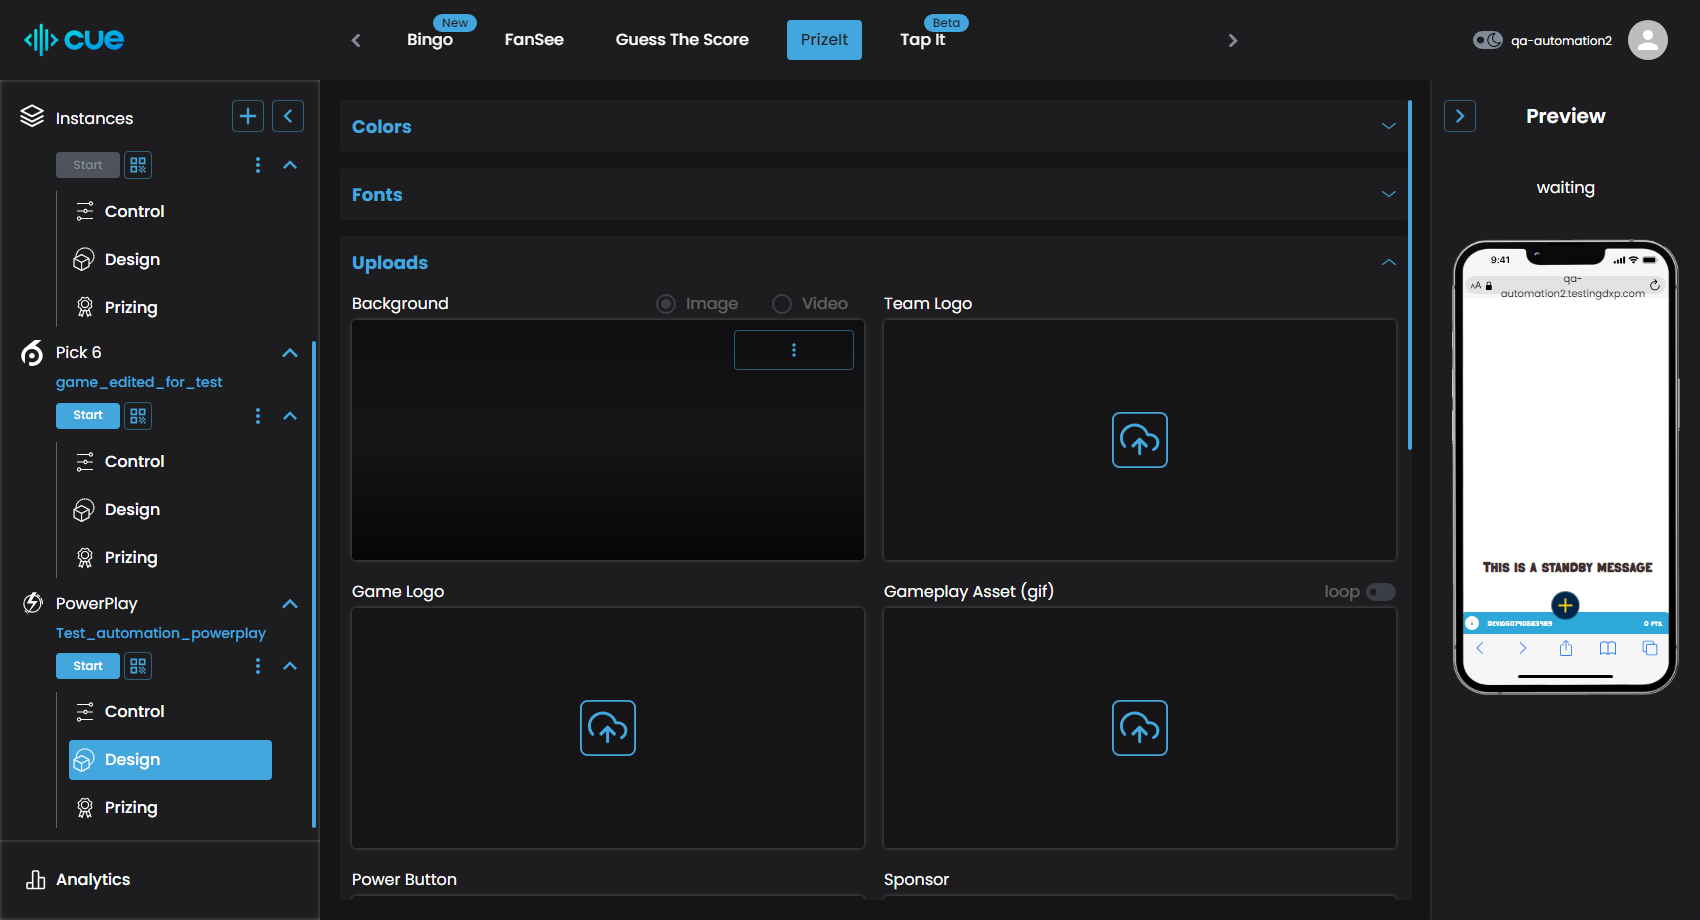 cue
New
Beta
Bingo
FanSee
Guess The Score
PrizeIt
Tap It
qa-automation2
Instances
Start
Control
Design
Prizing
Pick 6
game_edited_for_test
Start
Control
Design
Prizing
PowerPlay
Test_automation_powerplay
Start
Control
Design
Prizing
Analytics
Colors
Fonts
Uploads
Background
Image
Video
Team Logo
Game Logo
Gameplay Asset (gif)
loop
Power Button
Sponsor
Preview
waiting
9:41
AA
qa-
automation2.testingdxp.com
This is a standby message
0 PTS.